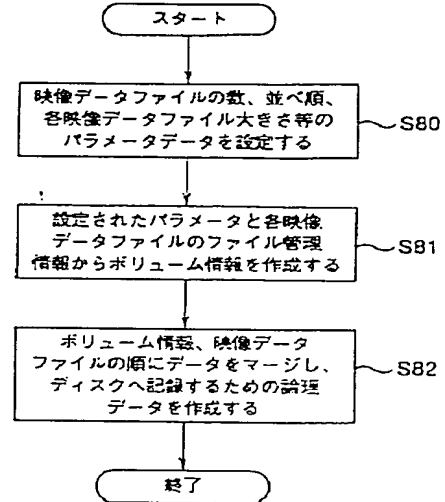 スタート
映像データファイルの数、並べ順、
各映像データファイル大きさ等の
パラメータデータを設定する
S80
設定されたパラメータと各映像
データファイルのファイル管理
情報からボリューム情報を作成する
S81
ボリューム情報、映像データ
ファイルの順にデータをマージし、
ディスクへ記録するための論理
データを作成する
S82
終了